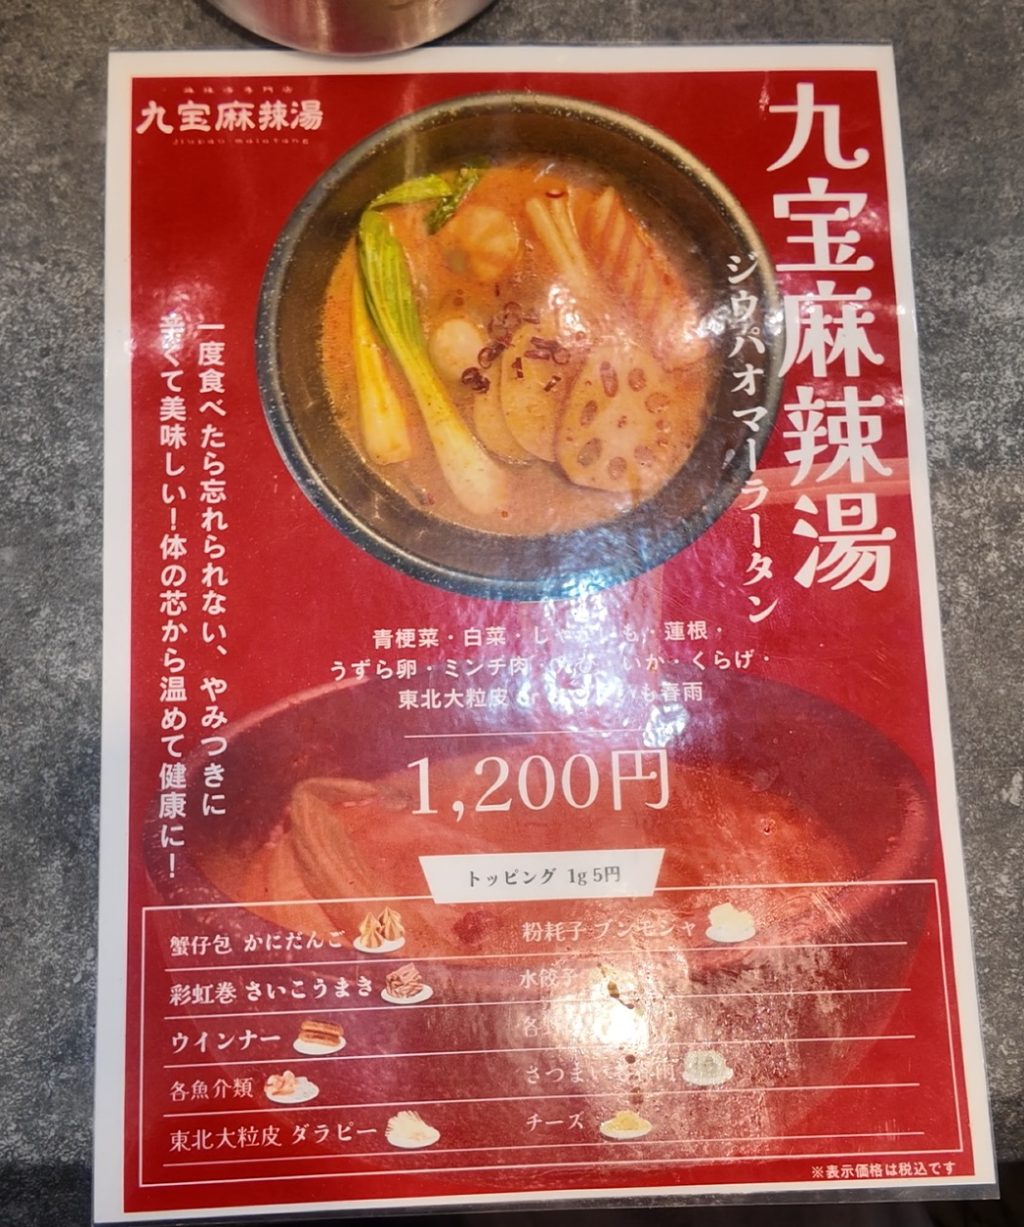 九宝麻辣湯
jiupao malatang
九宝麻辣湯
ジウパオマーラータン
一度食べたら忘れられない、やみつきに
辛くて美味しい!体の芯から温めて健康に!
青梗菜・白菜・じゃがいも・蓮根・
うずら卵・ミンチ肉・いか・くらげ・
東北大粒皮 or も春雨
1,200円
トッピング 1g 5円
蟹仔包 かにだんご
粉耗子 フンモンヤ
彩虹巻 さいこうまき
水餃子
ウインナー
各
各魚介類
さつまいも春雨
東北大粒皮 ダラピー
チーズ
※表示価格は税込です